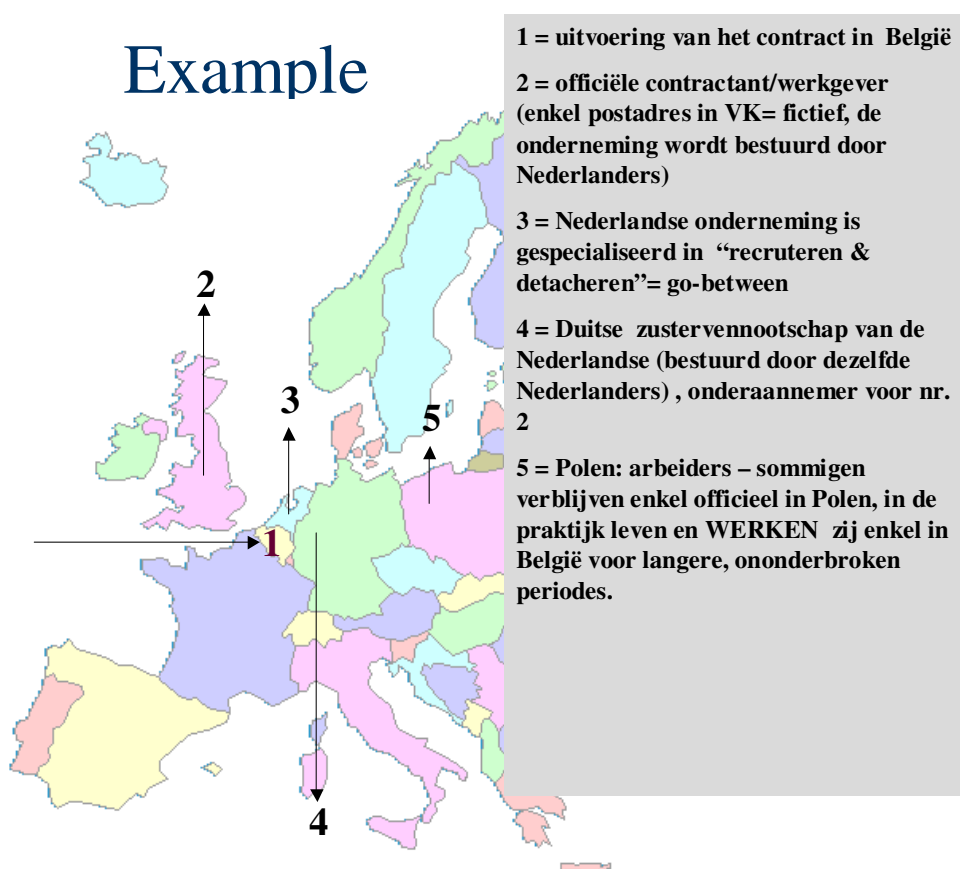 Example
1 = uitvoering van het contract in België
2 = officiële contractant/werkgever
(enkel postadres in VK= fictief, de
onderneming wordt bestuurd door
Nederlanders)
3 = Nederlandse onderneming is
gespecialiseerd in “recruteren &
detacheren”= go-between
4 = Duitse zustervennootschap van de
Nederlandse (bestuurd door dezelfde
Nederlanders) , onderaannemer voor nr.
2
5 = Polen: arbeiders – sommigen
verblijven enkel officieel in Polen, in de
praktijk leven en WERKEN zij enkel in
België voor langere, ononderbroken
periodes.
2
3
5
1
4